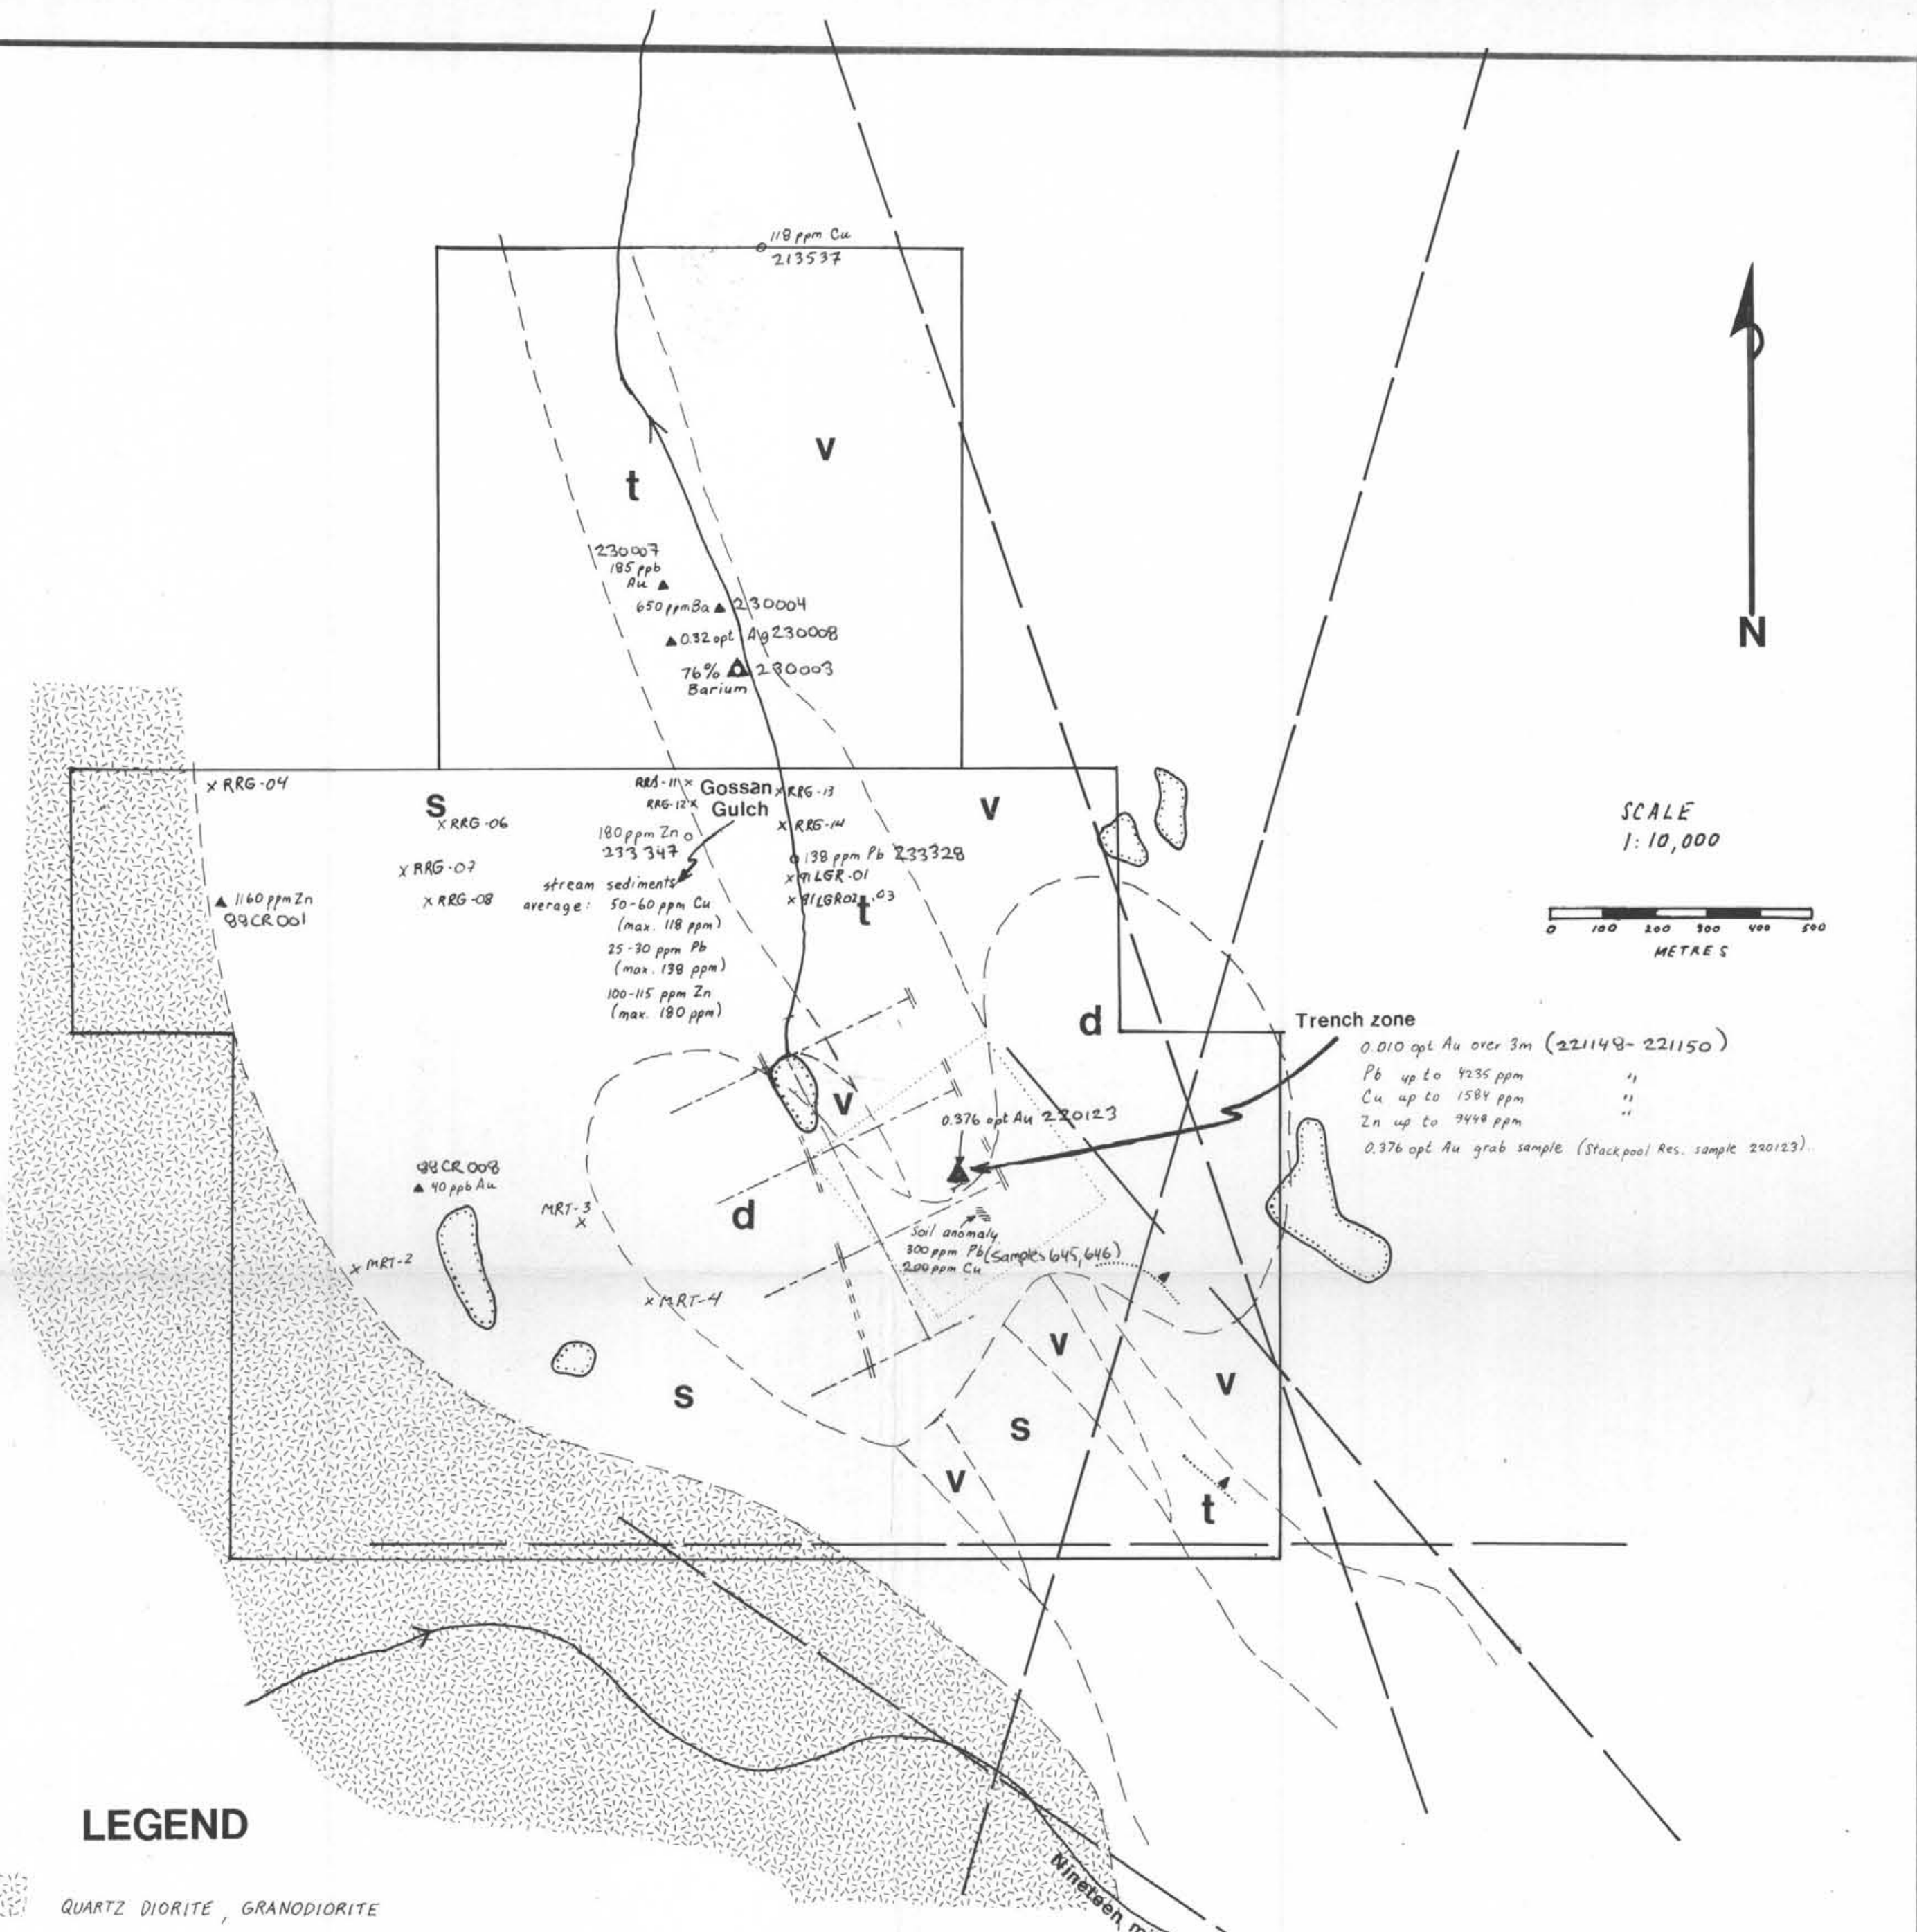 118 ppm Cu
213537
v
t
230007
185 ppb
Au
650 ppm Ba 230004
0.32 opt Ag 230008
76% 230003
Barium
N
RRG-04
s
RRG-06
RRG-07
RRG-08
1160 ppm Zn
RRG-12
Gossan
Gulch
RRG-13
RRG-14
v
180 ppm Zn
233347
138 ppm Pb 233328
91LGR-01
stream sediments
average: 50-60 ppm Cu
(max. 118 ppm)
25-30 ppm Pb
(max. 138 ppm)
100-115 ppm Zn
(max. 180 ppm)
t
SCALE
1:10,000
0 100 200 300 400 500
METRES
d
Trench zone
0.010 opt Au over 3m (221148-221150)
Pb up to 4235 ppm "
Cu up to 1584 ppm "
Zn up to 9448 ppm "
0.376 opt Au grab sample (Stackpool Res. sample 220123).
v
0.376 opt Au 220123
40 ppb Au
MRT-3
MRT-2
MRT-4
d
Soil anomaly
300 ppm Pb (samples 645, 646)
200 ppm Cu
v
s
v
s
v
t
LEGEND
QUARTZ DIORITE, GRANODIORITE
Nineteen